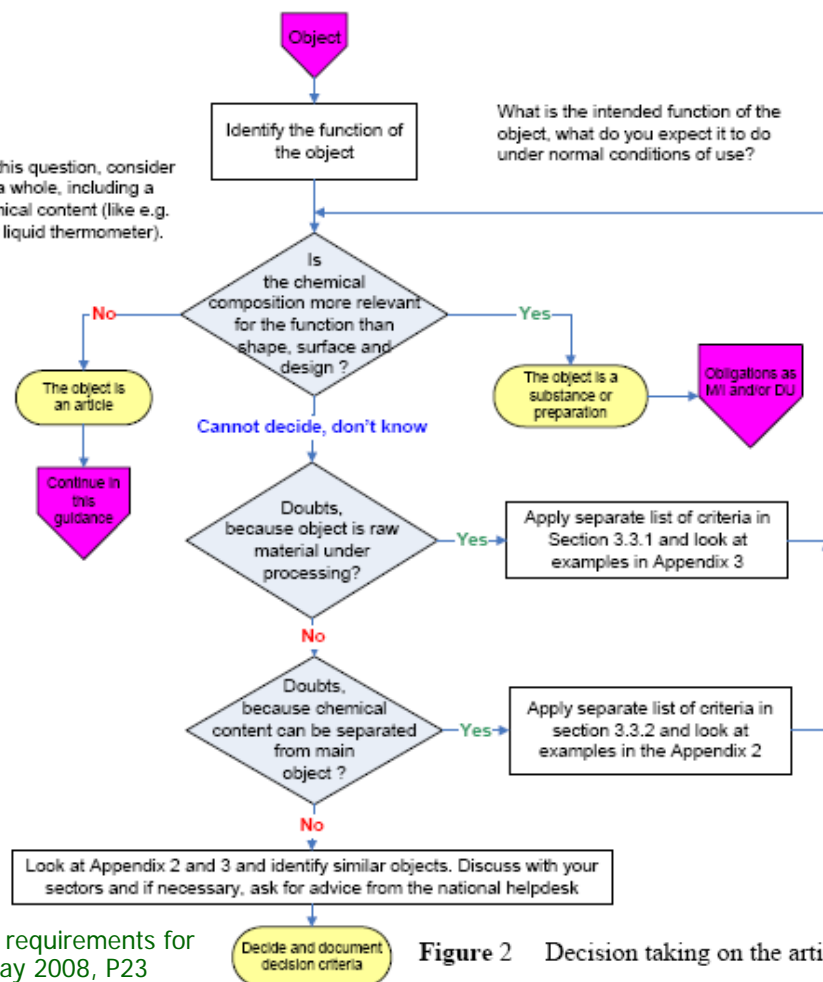 Object
Identify the function of
the object
What is the intended function of the
object, what do you expect it to do
under normal conditions of use?
this question, consider
a whole, including a
nical content (like e.g.
liquid thermometer).
Is
the chemical
composition more relevant
for the function than
shape, surface and
design ?
No
Yes
The object is
an article
The object is a
substance or
preparation
Obligations as
M/I and/or DU
Cannot decide, don't know
Continue in
this
guidance
Doubts,
because object is raw
material under
processing?
Yes
Apply separate list of criteria in
Section 3.3.1 and look at
examples in Appendix 3
No
Doubts,
because chemical
content can be separated
from main
object ?
Yes
Apply separate list of criteria in
section 3.3.2 and look at
examples in the Appendix 2
No
Look at Appendix 2 and 3 and identify similar objects. Discuss with your
sectors and if necessary, ask for advice from the national helpdesk
requirements for
ay 2008, P23
Decide and document
decision criteria
Figure 2 Decision taking on the arti